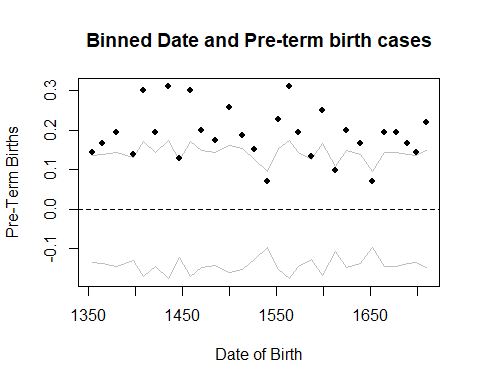 Binned Date and Pre-term birth cases
Pre-Term Births
0.3
0.2
0.1
0.0
-0.1
1350 1450 1550 1650
Date of Birth